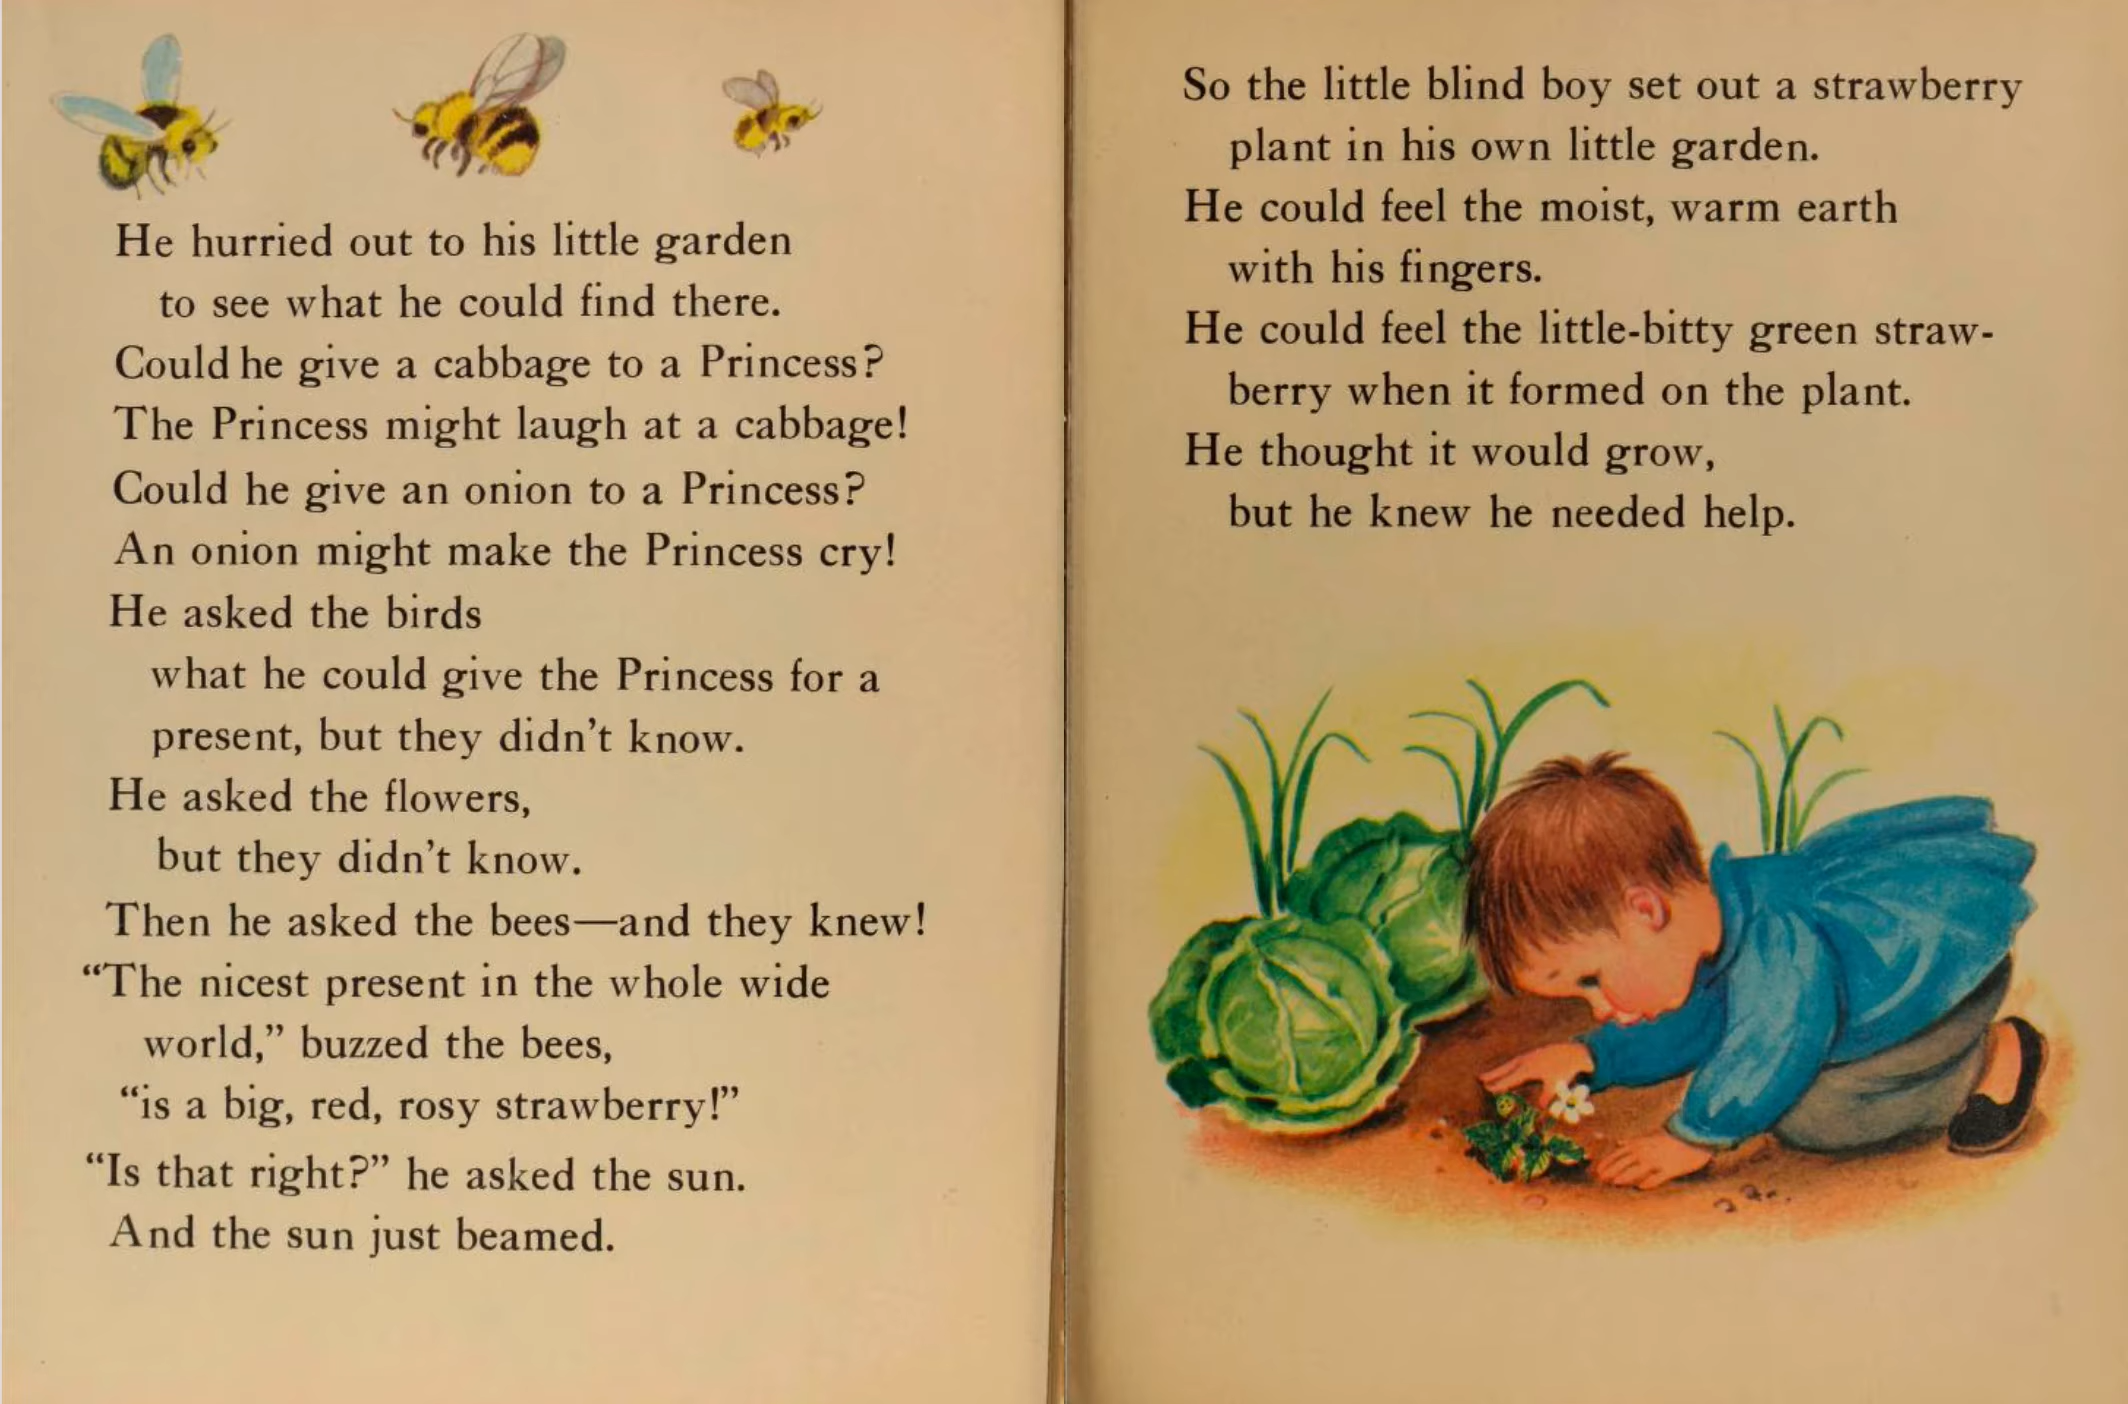 He hurried out to his little garden
to see what he could find there.
Could he give a cabbage to a Princess?
The Princess might laugh at a cabbage!
Could he give an onion to a Princess?
An onion might make the Princess cry!
He asked the birds
what he could give the Princess for a
present, but they didn't know.
He asked the flowers,
but they didn't know.
Then he asked the bees—and they knew!
“The nicest present in the whole wide
world,” buzzed the bees,
“is a big, red, rosy strawberry!”
“Is that right?” he asked the sun.
And the sun just beamed.
So the little blind boy set out a strawberry
plant in his own little garden.
He could feel the moist, warm earth
with his fingers.
He could feel the little-bitty green straw-
berry when it formed on the plant.
He thought it would grow,
but he knew he needed help.